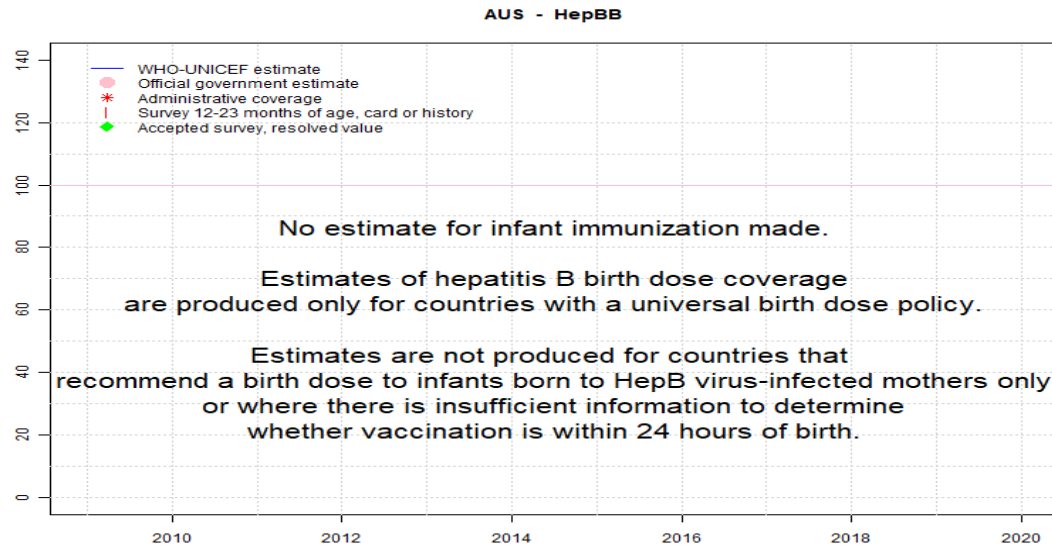 AUS - HepBB
140
WHO-UNICEF estimate
Official government estimate
Administrative coverage
Survey 12-23 months of age, card or history
Accepted survey, resolved value
120
100
No estimate for infant immunization made.
80
Estimates of hepatitis B birth dose coverage
are produced only for countries with a universal birth dose policy.
60
Estimates are not produced for countries that
40
recommend a birth dose to infants born to HepB virus-infected mothers only
or where there is insufficient information to determine
whether vaccination is within 24 hours of birth.
20
0
2010 2012 2014 2016 2018 2020